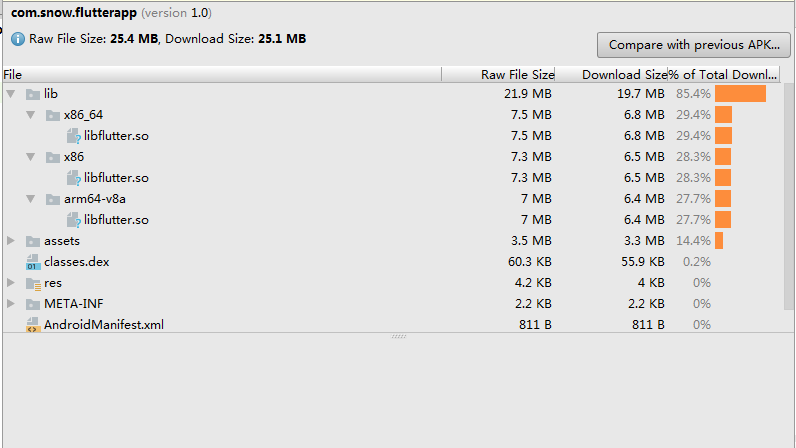 com.snow.flutterapp (version 1.0)
Raw File Size: 25.4 MB, Download Size: 25.1 MB
Compare with previous APK...
File Raw File Size Download Size % of Total Downl...
lib 21.9 MB 19.7 MB 85.4%
x86_64 7.5 MB 6.8 MB 29.4%
libflutter.so 7.5 MB 6.8 MB 29.4%
x86 7.3 MB 6.5 MB 28.3%
libflutter.so 7.3 MB 6.5 MB 28.3%
arm64-v8a 7 MB 6.4 MB 27.7%
libflutter.so 7 MB 6.4 MB 27.7%
assets 3.5 MB 3.3 MB 14.4%
classes.dex 60.3 KB 55.9 KB 0.2%
res 4.2 KB 4 KB 0%
META-INF 2.2 KB 2.2 KB 0%
AndroidManifest.xml 811 B 811 B 0%